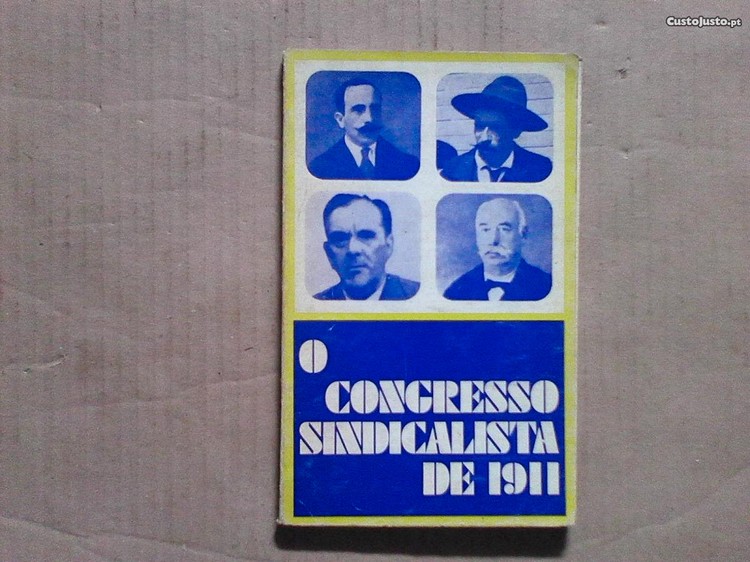 CustoJusto.pt
O
CONGRESSO
SINDICALISTA
DE 1911